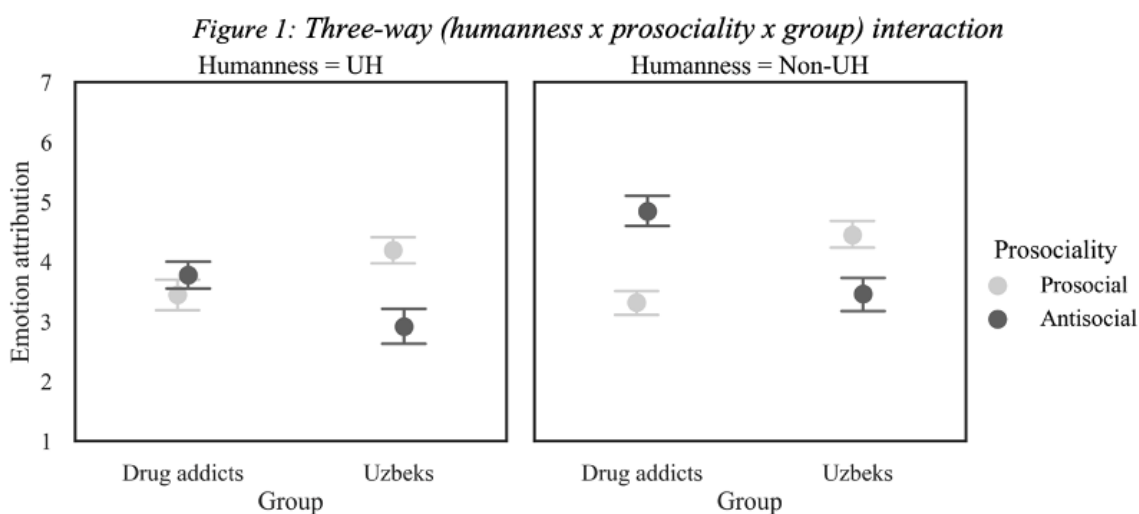 Figure 1: Three-way (humanness x prosociality x group) interaction
Humanness = UH
Humanness = Non-UH
7
6
5
4
3
2
1
Emotion attribution
Drug addicts
Uzbeks
Group
Drug addicts
Uzbeks
Group
Prosociality
Prosocial
Antisocial